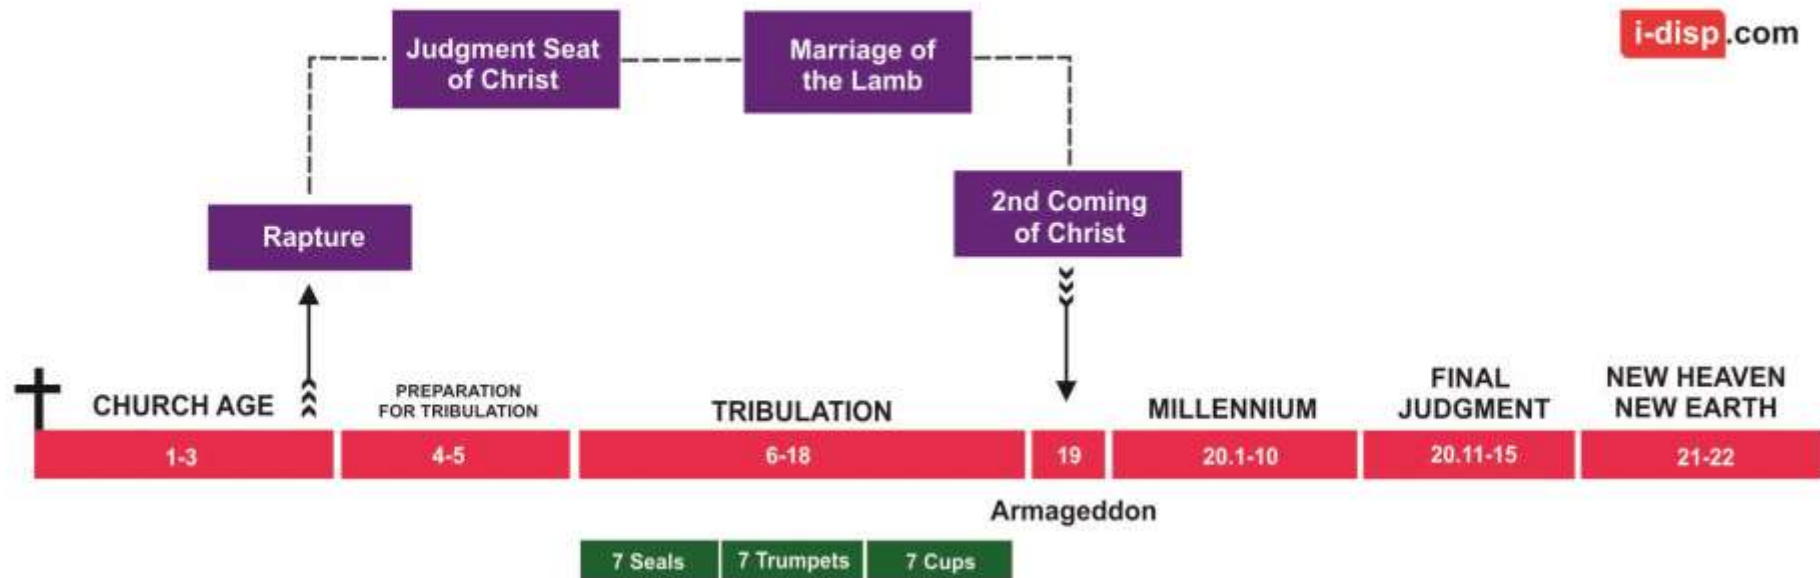 i-disp.com
Judgment Seat
of Christ
Marriage of
the Lamb
Rapture
2nd Coming
of Christ
CHURCH AGE
PREPARATION
FOR TRIBULATION
TRIBULATION
MILLENNIUM
FINAL
JUDGMENT
NEW HEAVEN
NEW EARTH
1-3
4-5
6-18
19
20.1-10
20.11-15
21-22
Armageddon
7 Seals
7 Trumpets
7 Cups